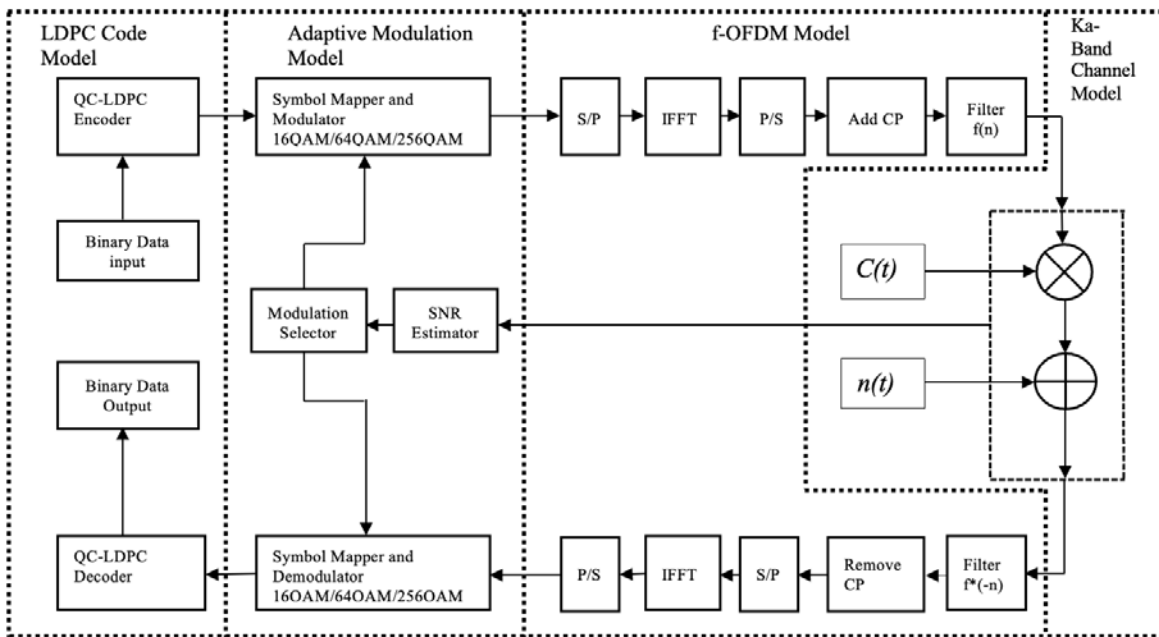 LDPC Code
Model
Adaptive Modulation
Model
f-OFDM Model
Ka-
Band
Channel
Model
QC-LDPC
Encoder
Symbol Mapper and
Modulator
16QAM/64QAM/256QAM
S/P
IFFT
P/S
Add CP
Filter
f(n)
Binary Data
input
C(t)
Modulation
Selector
SNR
Estimator
n(t)
Binary Data
Output
QC-LDPC
Decoder
Symbol Mapper and
Demodulator
16OAM/64OAM/256OAM
P/S
IFFT
S/P
Remove
CP
Filter
f*(-n)